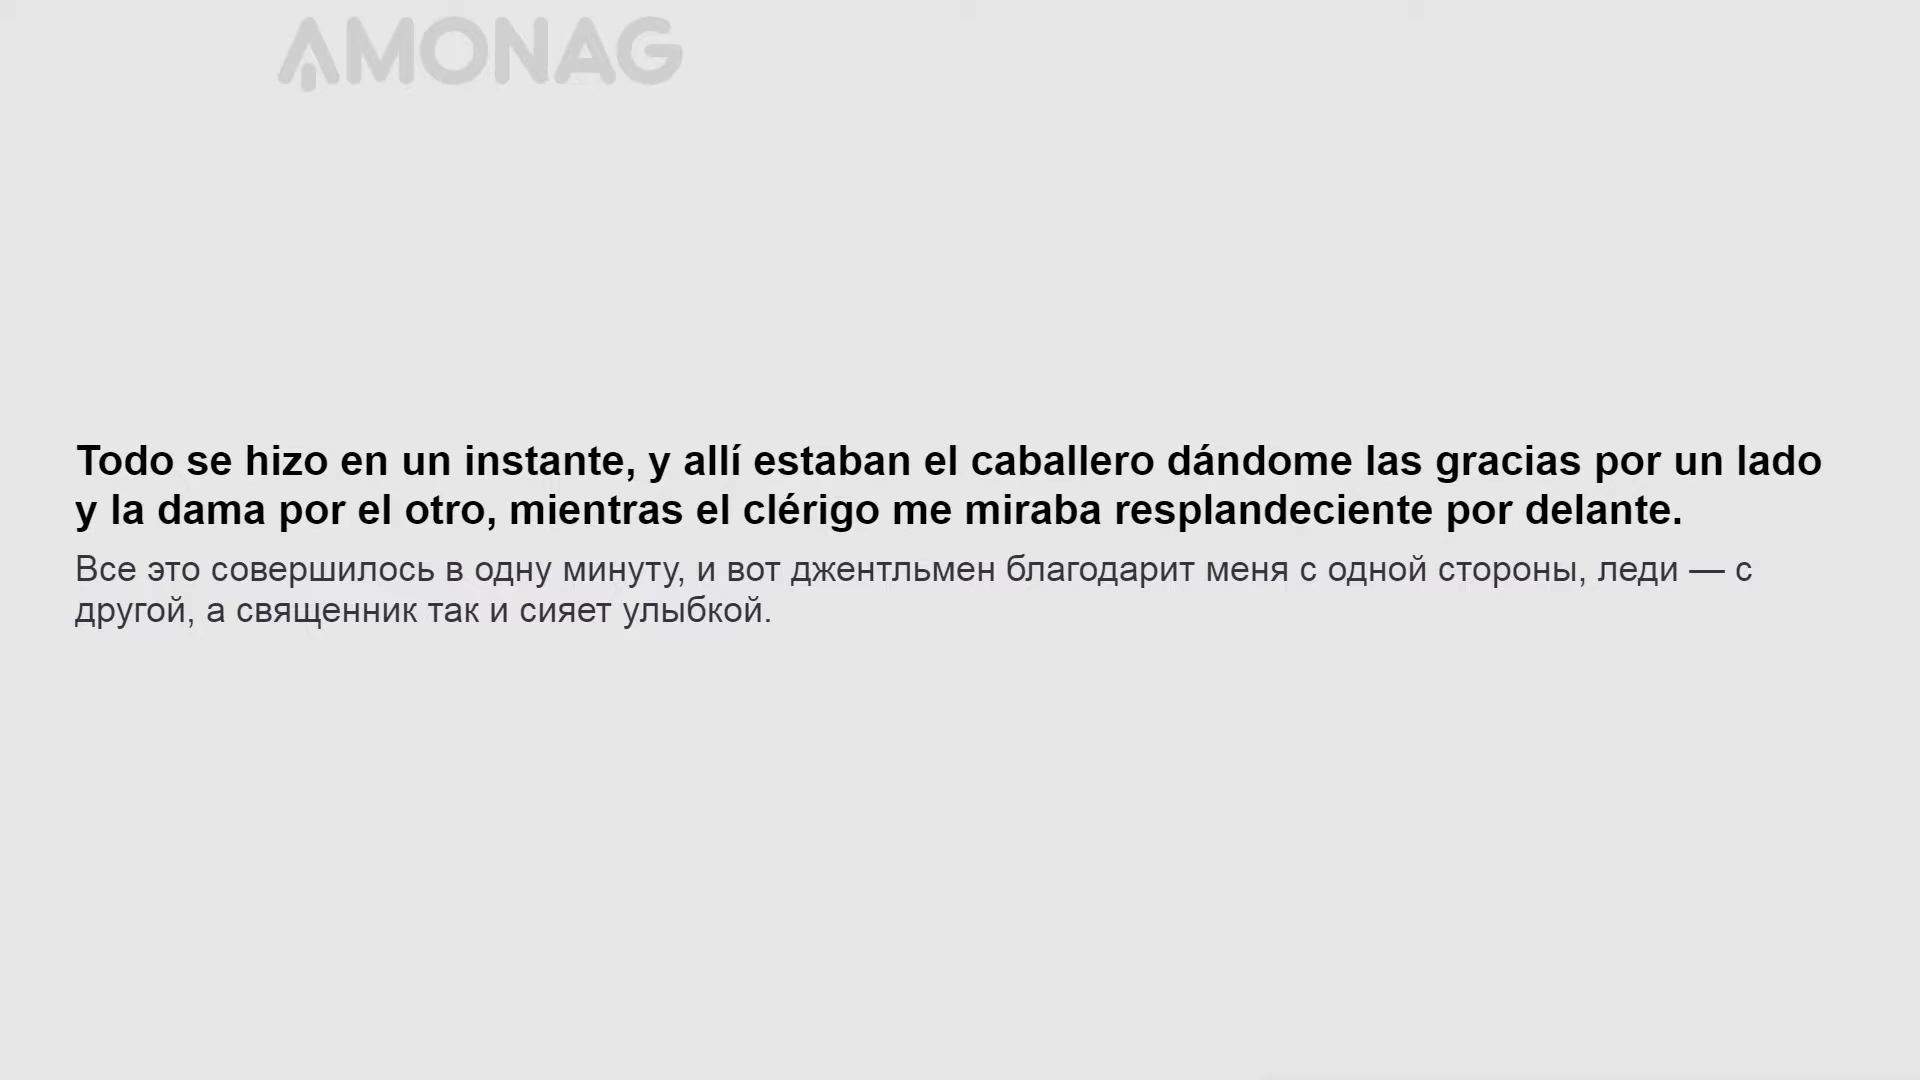 AMONAG
Todo se hizo en un instante, y allí estaban el caballero dándome las gracias por un lado
y la dama por el otro, mientras el clérigo me miraba resplandeciente por delante.
Все это совершилось в одну минуту, и вот джентльмен благодарит меня с одной стороны, леди — с
другой, а священник так и сияет улыбкой.